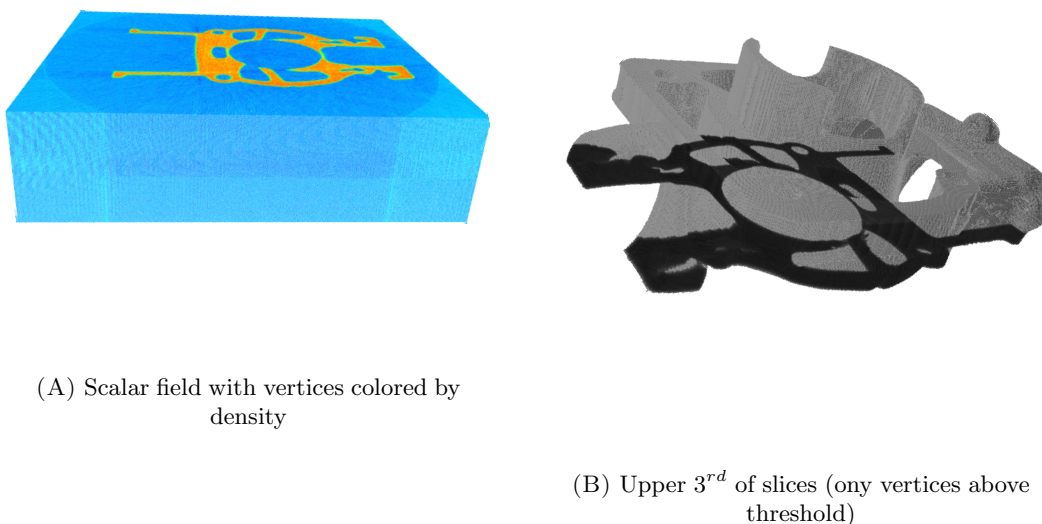 (A) Scalar field with vertices colored by
density
(B) Upper 3rd of slices (ony vertices above
threshold)